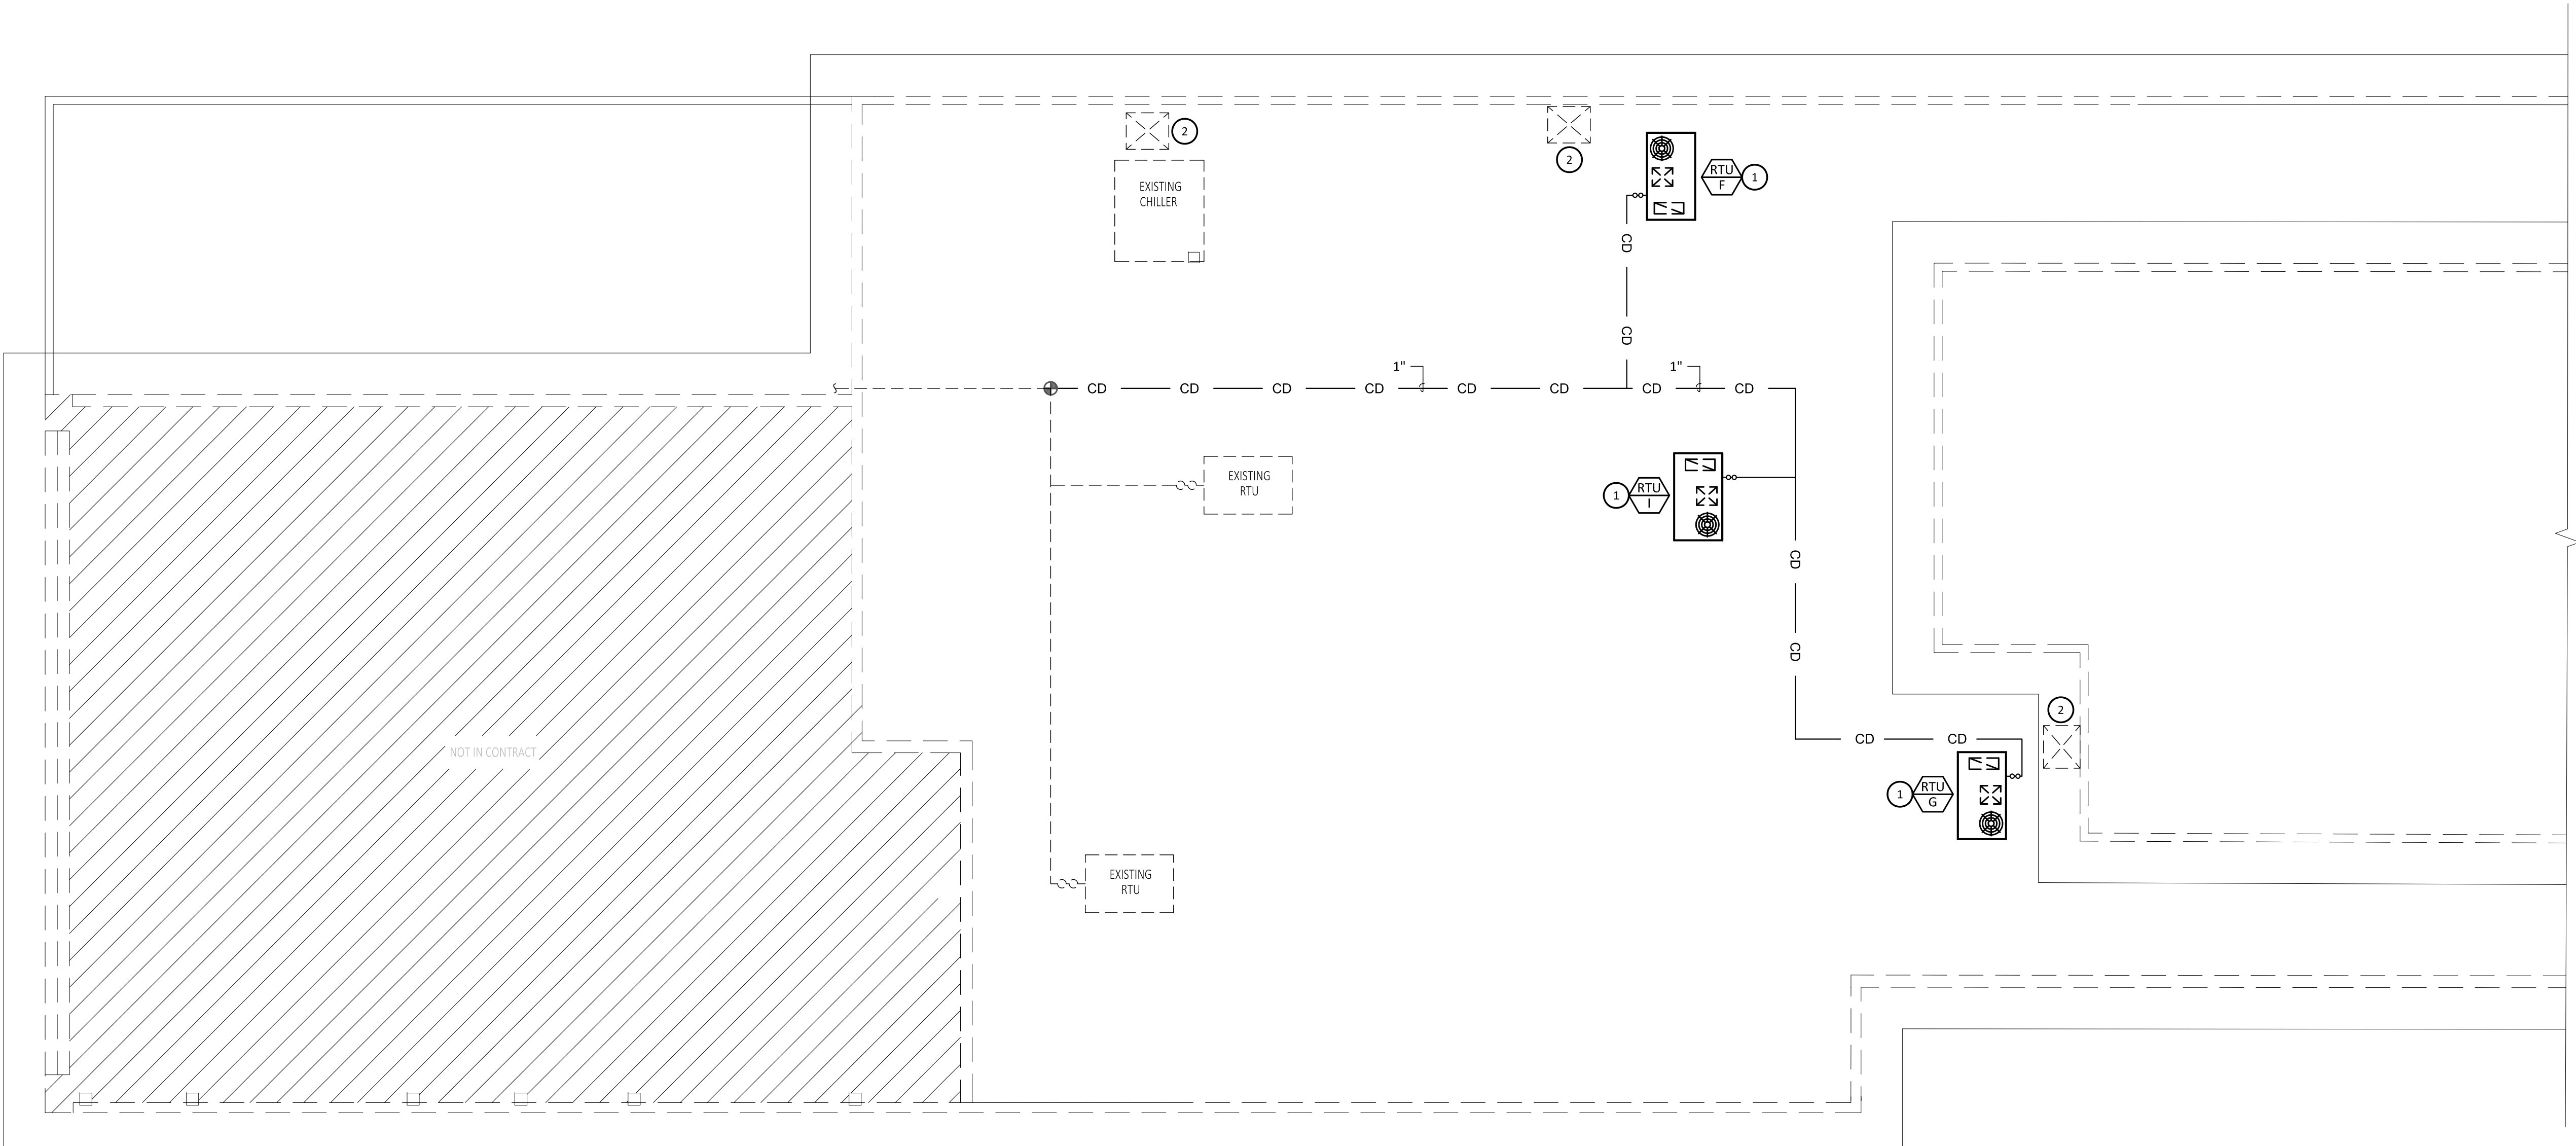 2
2
EXISTING
CHILLER
RTU
F
1
CD
CD
1"
1"
CD
CD
CD
CD
CD
CD
CD
CD
EXISTING
RTU
1
RTU
I
CD
CD
2
NOT IN CONTRACT
CD
CD
1
RTU
G
EXISTING
RTU